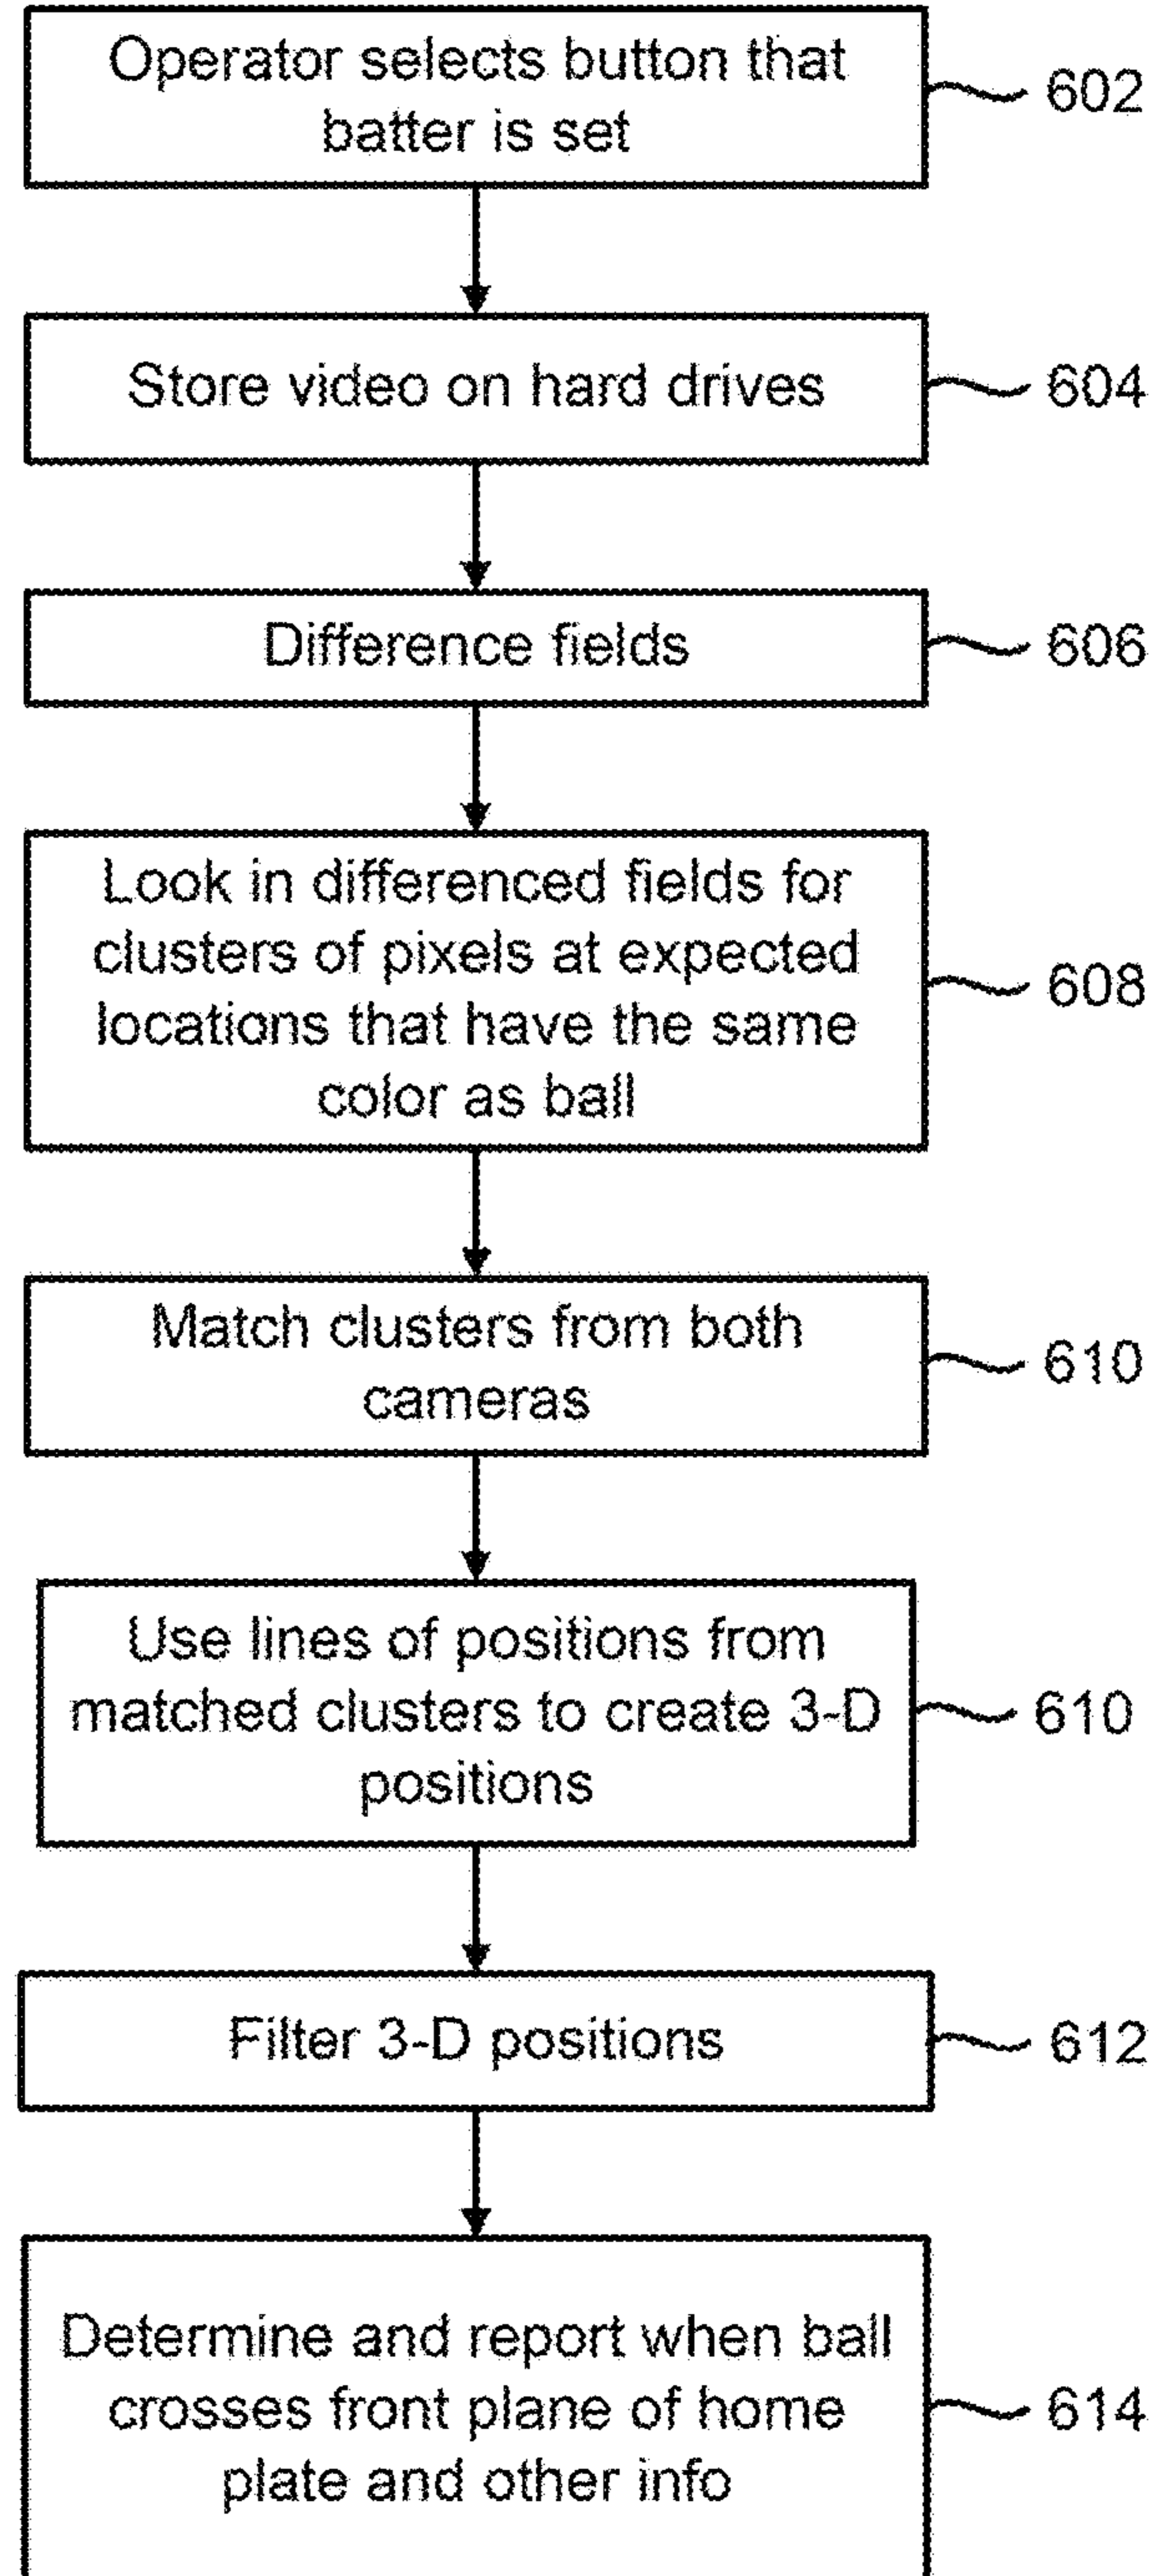 Operator selects button that
batter is set
602
Store video on hard drives
604
Difference fields
606
Look in differenced fields for
clusters of pixels at expected
locations that have the same
color as ball
608
Match clusters from both
cameras
610
Use lines of positions from
matched clusters to create 3-D
positions
610
Filter 3-D positions
612
Determine and report when ball
crosses front plane of home
plate and other info
614